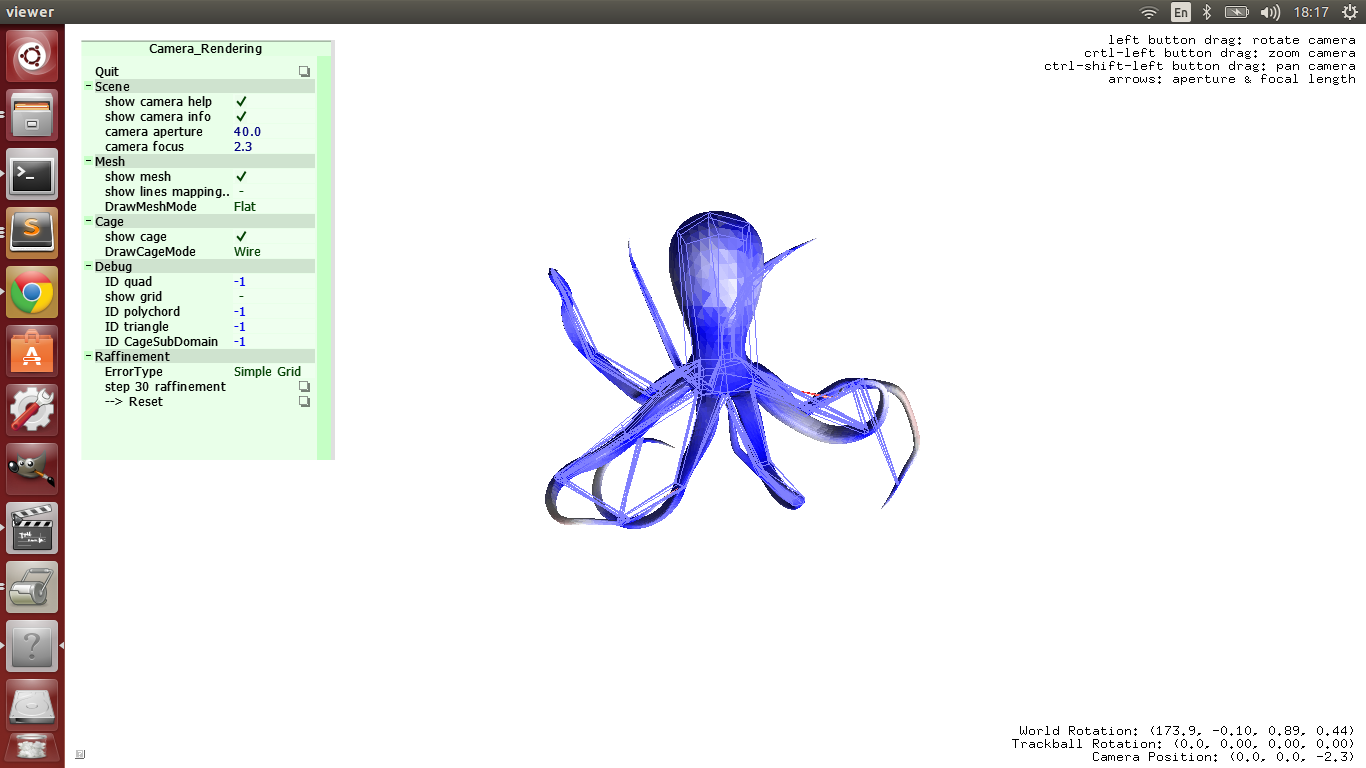 viewer
En
18:17
Camera_Rendering
Quit
- Scene
show camera help ✓
show camera info ✓
camera aperture 40.0
camera focus 2.3
- Mesh
show mesh ✓
show lines mapping.. -
DrawMeshMode Flat
- Cage
show cage ✓
DrawCageMode Wire
- Debug
ID quad -1
show grid -
ID polychord -1
ID triangle -1
ID CageSubDomain -1
- Raffinement
ErrorType Simple Grid
step 30 raffinement
--> Reset
left button drag: rotate camera
crtl-left button drag: zoom camera
ctrl-shift-left button drag: pan camera
arrows: aperture & focal length
World Rotation: (173.9, -0.10, 0.89, 0.44)
Trackball Rotation: (0.0, 0.00, 0.00, 0.00)
Camera Position: (0.0, 0.0, -2.3)